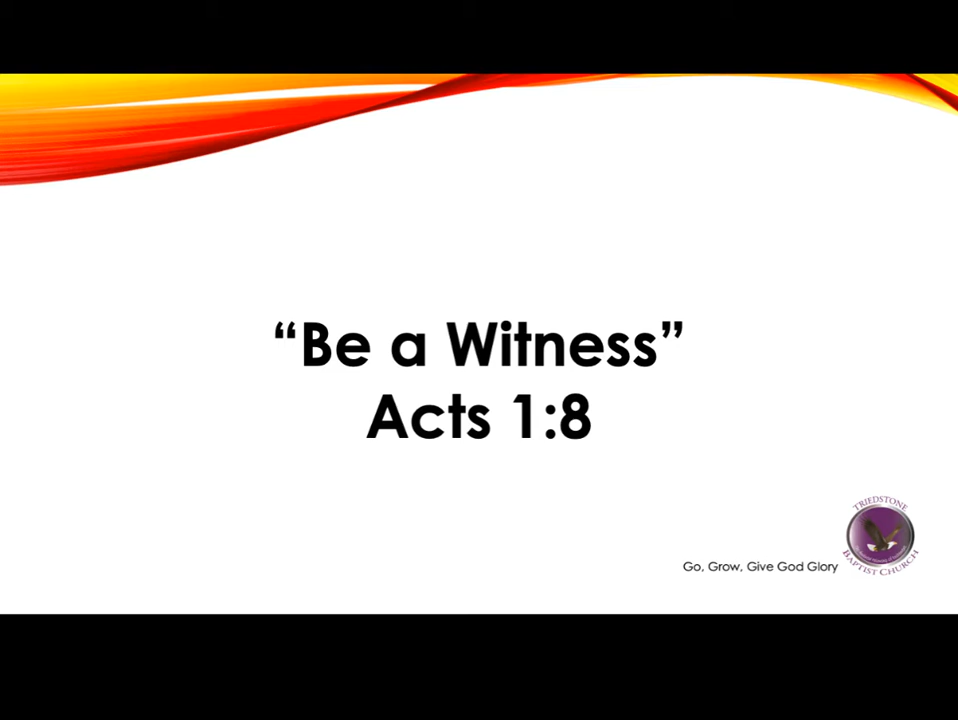 “Be a Witness”
Acts 1:8
TRIEDSTONE
Go, Grow, Give God Glory
BAPTIST CHURCH